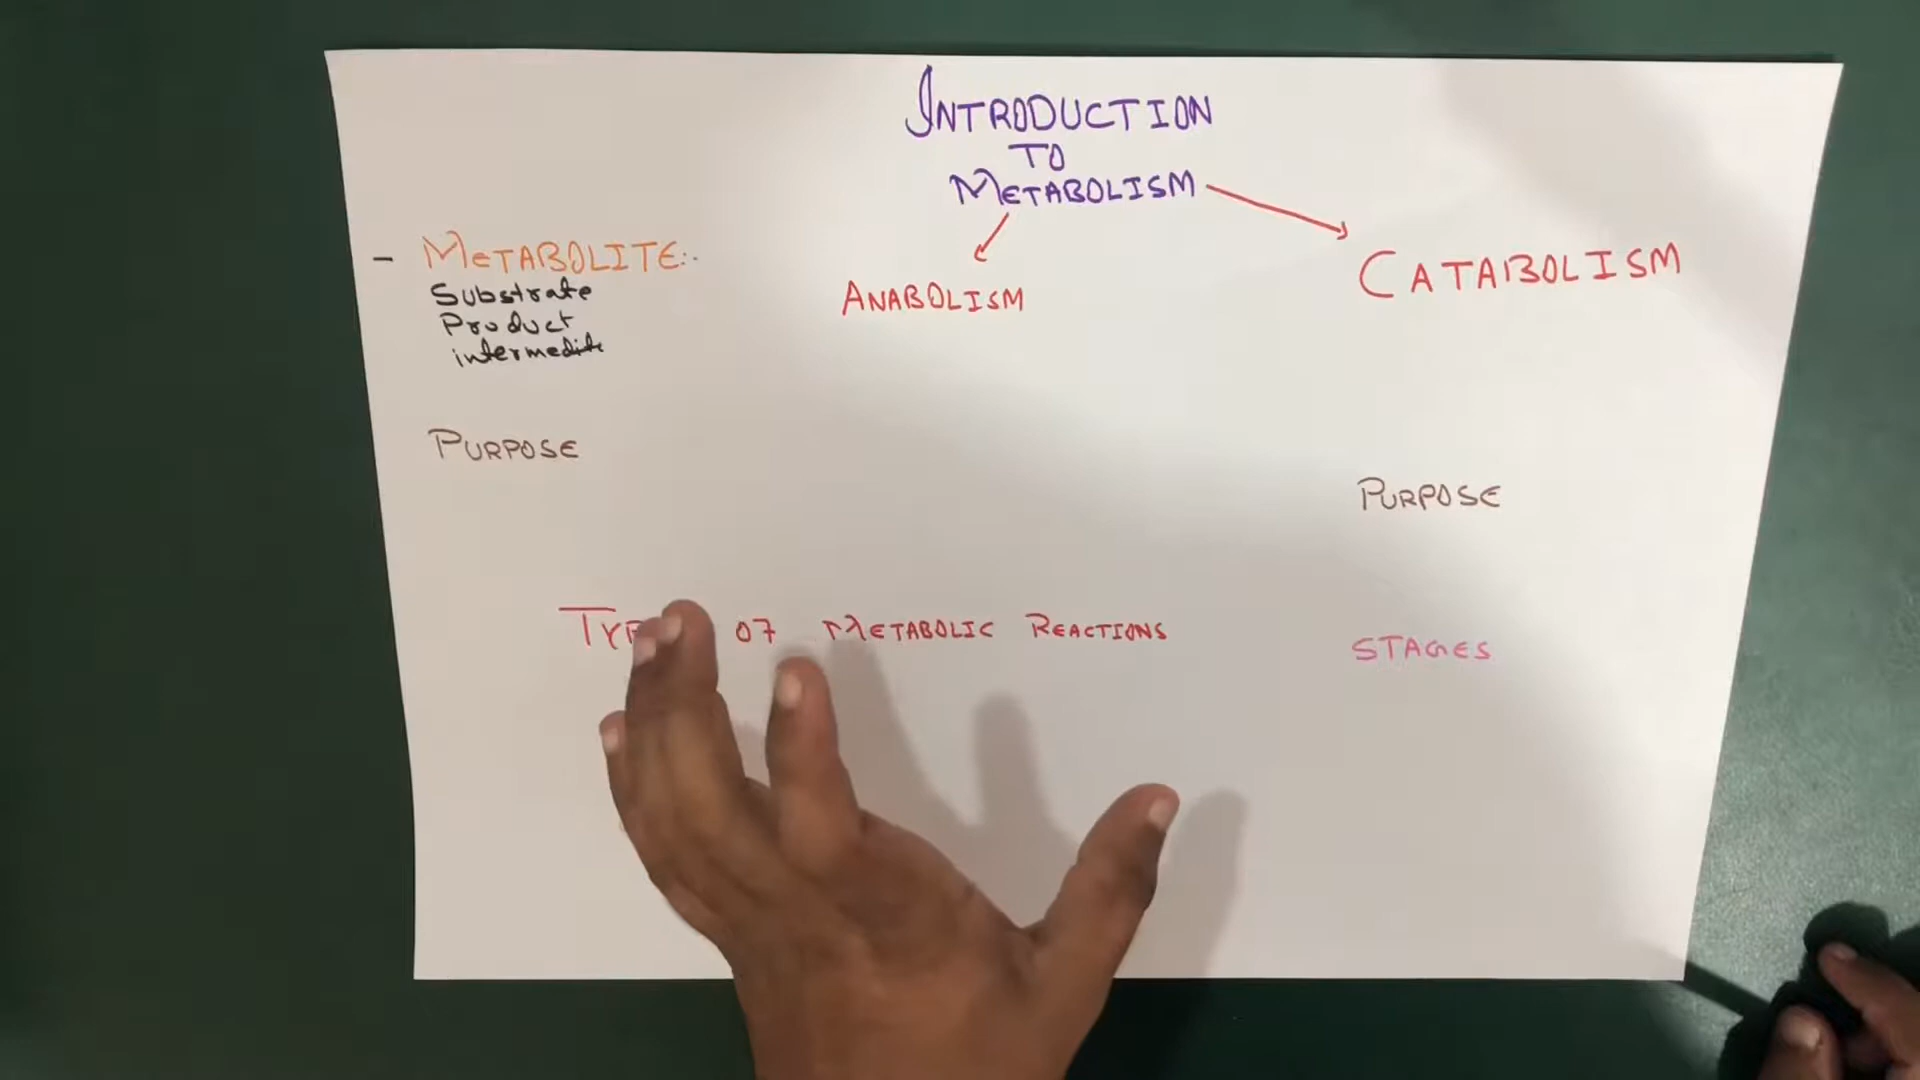 INTRODUCTION
TO
METABOLISM
- METABOLITE:-
Substrate
Product
ANABOLISM
CATABOLISM
PURPOSE
PURPOSE
OF METABOLIC REACTIONS
STAGES